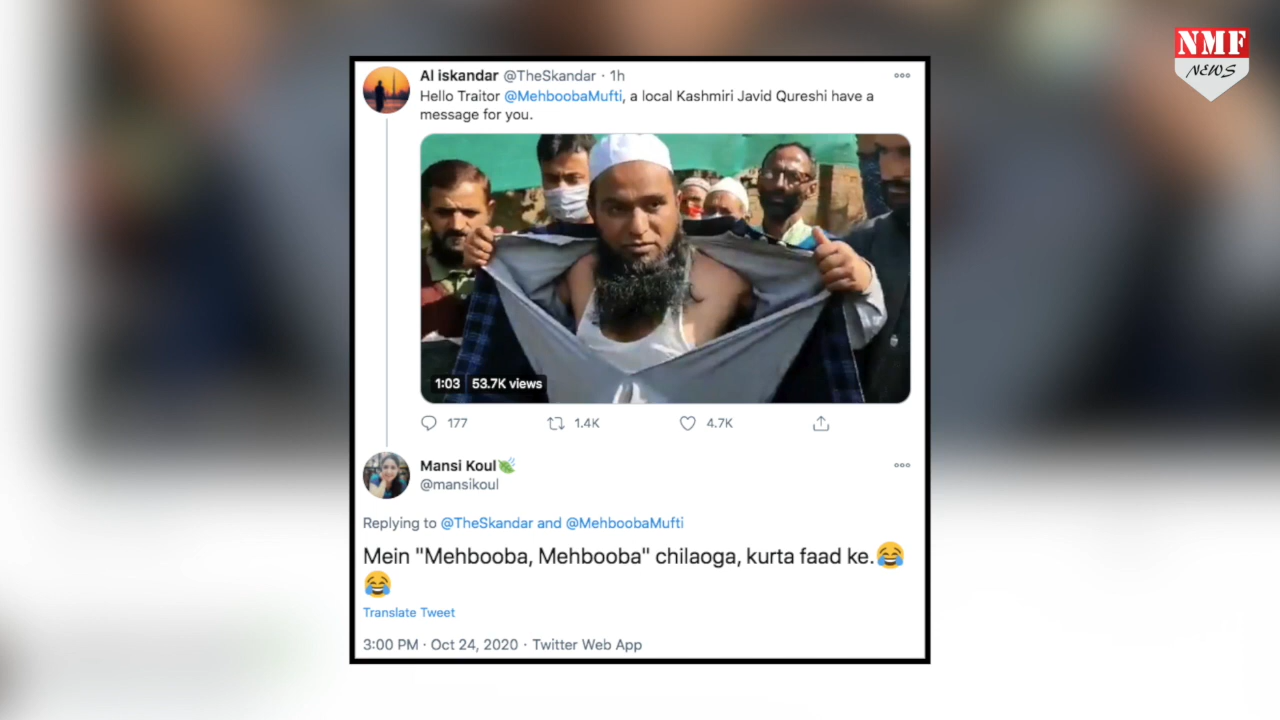 NMF
NEWS
Al iskandar @TheSkandar · 1h
Hello Traitor @MehboobaMufti, a local Kashmiri Javid Qureshi have a
message for you.
1:03 53.7K views
177 1.4K 4.7K
Mansi Koul
@mansikoul
Replying to @TheSkandar and @MehboobaMufti
Mein "Mehbooba, Mehbooba" chilaoga, kurta faad ke.😂
😂
Translate Tweet
3:00 PM · Oct 24, 2020 · Twitter Web App